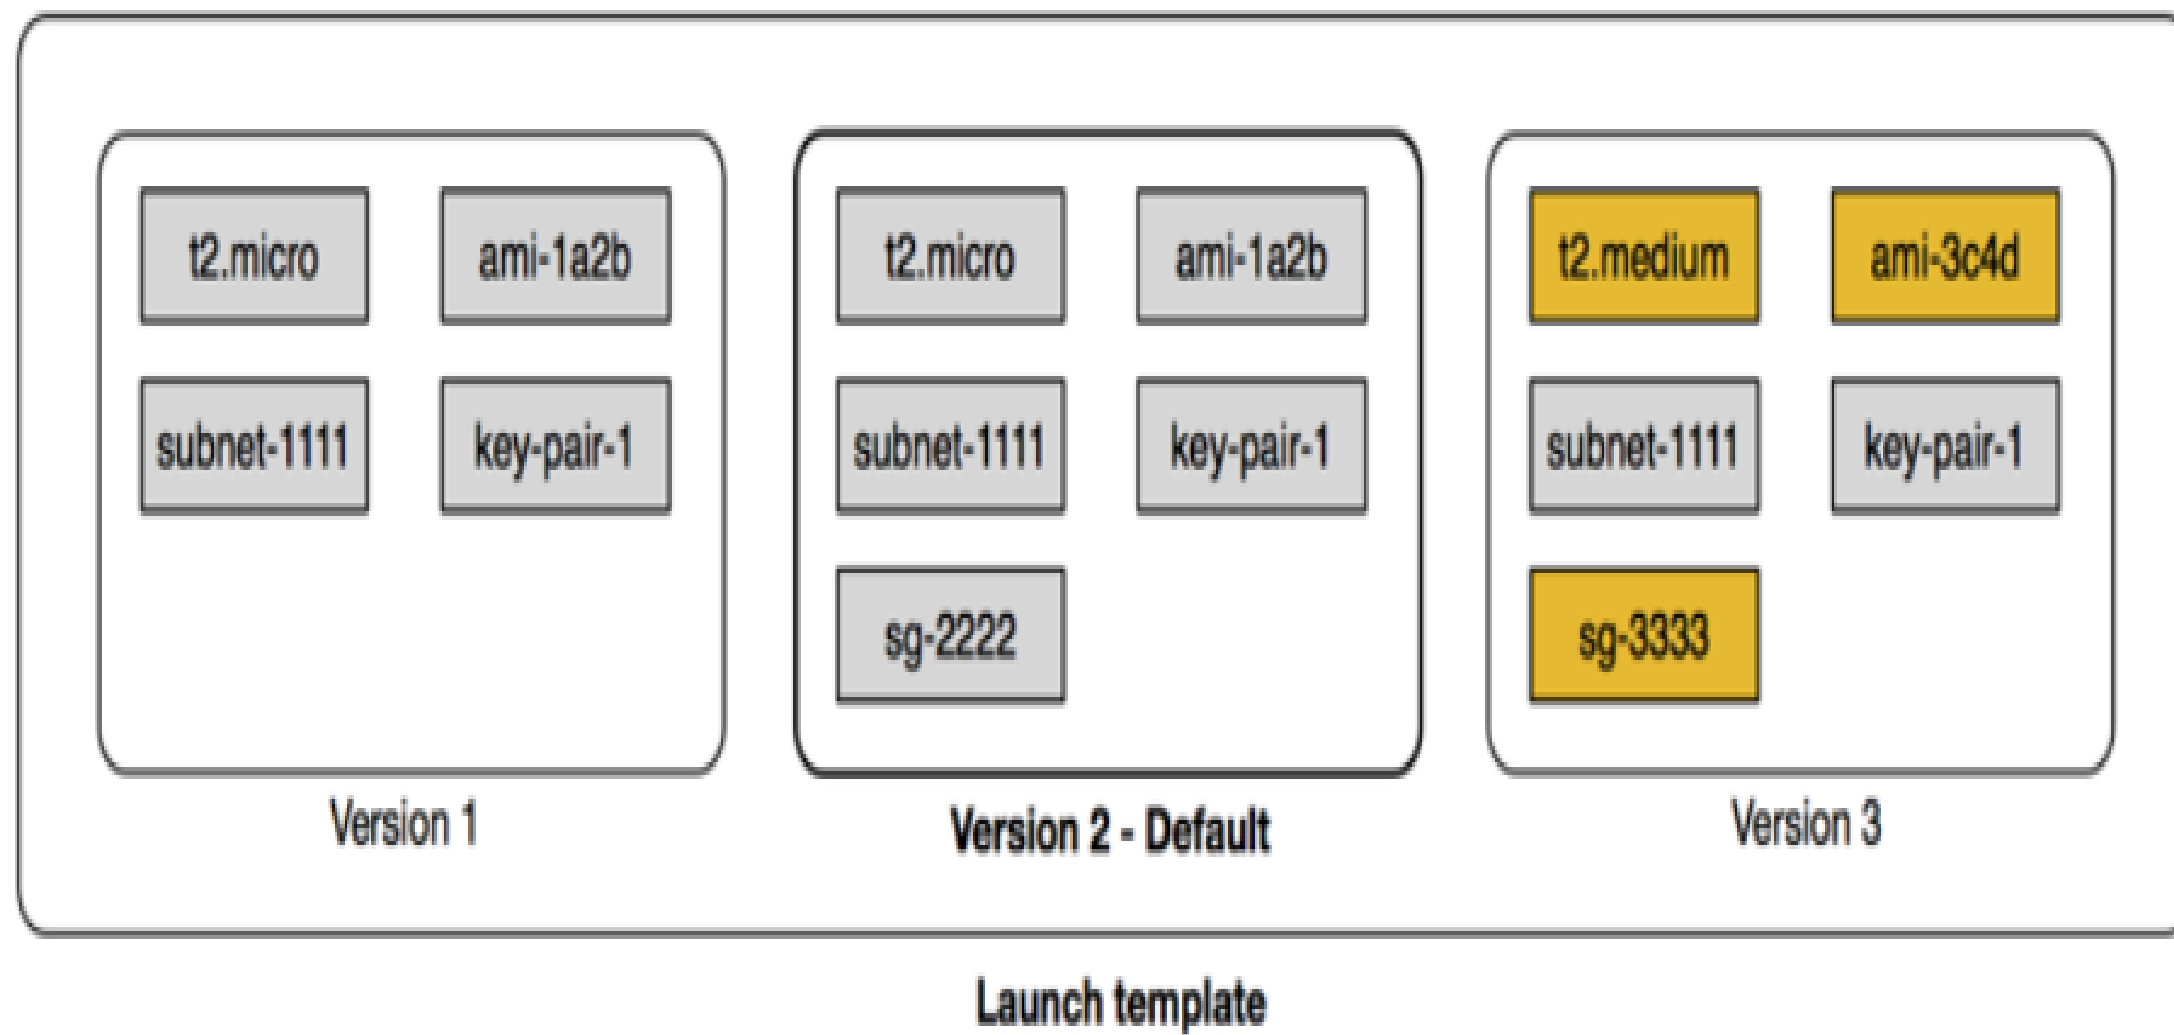 t2.micro
ami-1a2b
subnet-1111
key-pair-1
Version 1
t2.micro
ami-1a2b
subnet-1111
key-pair-1
sg-2222
Version 2 - Default
t2.medium
ami-3c4d
subnet-1111
key-pair-1
sg-3333
Version 3
Launch template